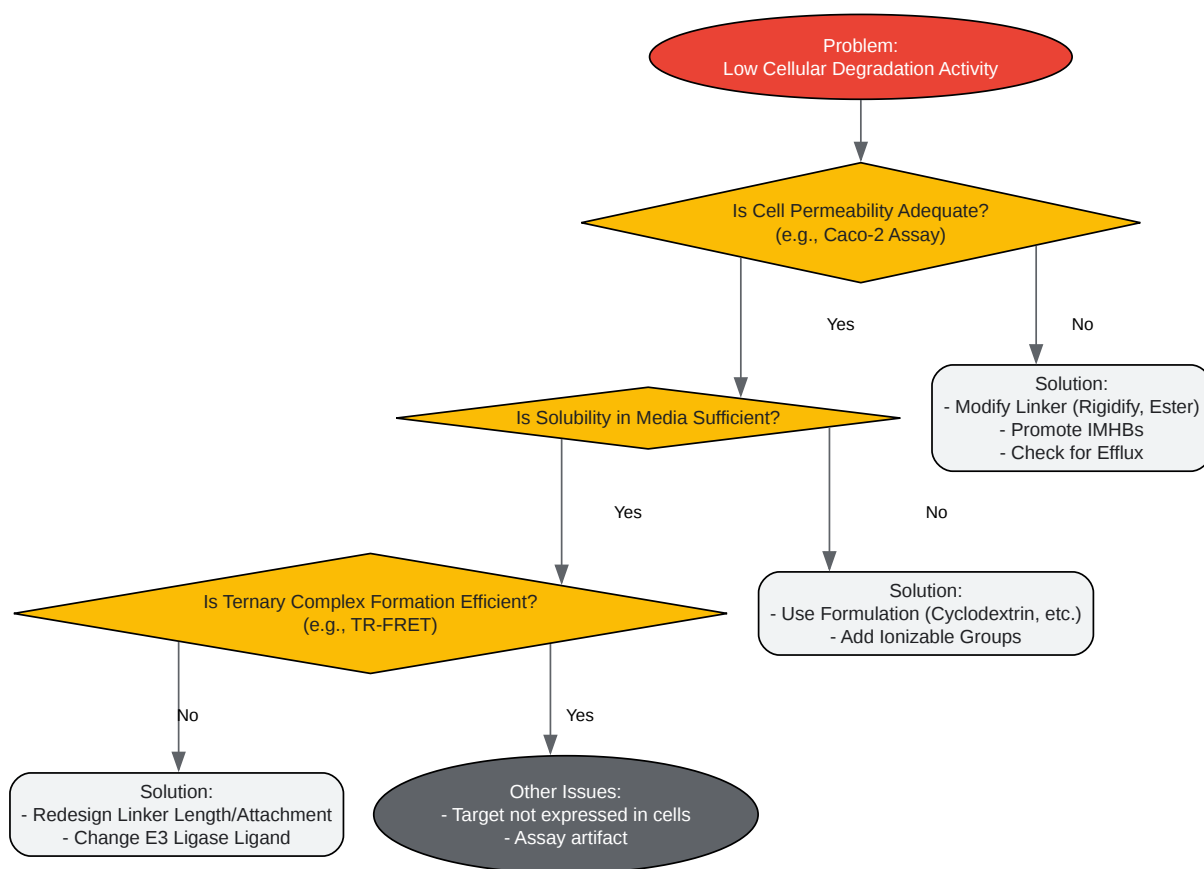 Problem:
Low Cellular Degradation Activity
Is Cell Permeability Adequate?
(e.g., Caco-2 Assay)
Yes
No
Solution:
- Modify Linker (Rigidify, Ester)
- Promote IMHBs
- Check for Efflux
Is Solubility in Media Sufficient?
Yes
No
Solution:
- Use Formulation (Cyclodextrin, etc.)
- Add Ionizable Groups
Is Ternary Complex Formation Efficient?
(e.g., TR-FRET)
No
Yes
Solution:
- Redesign Linker Length/Attachment
- Change E3 Ligase Ligand
Other Issues:
- Target not expressed in cells
- Assay artifact